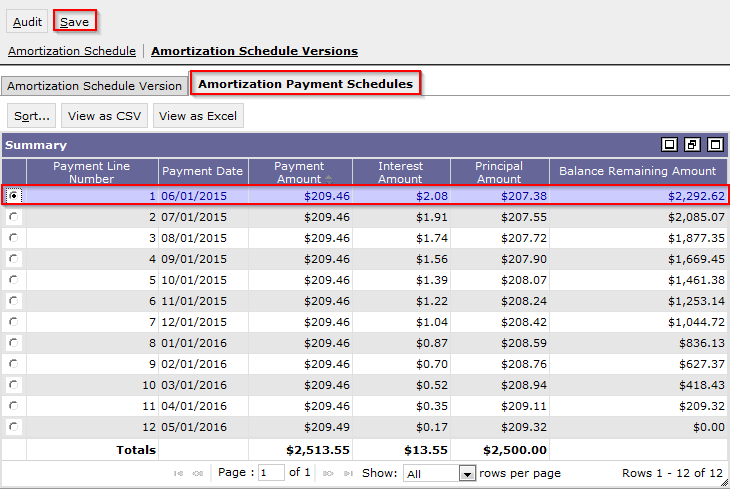 Audit Save
Amortization Schedule Amortization Schedule Versions
Amortization Schedule Version Amortization Payment Schedules
Sort... View as CSV View as Excel
Summary
Payment Line Number Payment Date Payment Amount Interest Amount Principal Amount Balance Remaining Amount
1 06/01/2015 $209.46 $2.08 $207.38 $2,292.62
2 07/01/2015 $209.46 $1.91 $207.55 $2,085.07
3 08/01/2015 $209.46 $1.74 $207.72 $1,877.35
4 09/01/2015 $209.46 $1.56 $207.90 $1,669.45
5 10/01/2015 $209.46 $1.39 $208.07 $1,461.38
6 11/01/2015 $209.46 $1.22 $208.24 $1,253.14
7 12/01/2015 $209.46 $1.04 $208.42 $1,044.72
8 01/01/2016 $209.46 $0.87 $208.59 $836.13
9 02/01/2016 $209.46 $0.70 $208.76 $627.37
10 03/01/2016 $209.46 $0.52 $208.94 $418.43
11 04/01/2016 $209.46 $0.35 $209.11 $209.32
12 05/01/2016 $209.49 $0.17 $209.32 $0.00
Totals $2,513.55 $13.55 $2,500.00
Page : 1 of 1 Show: All rows per page Rows 1 - 12 of 12